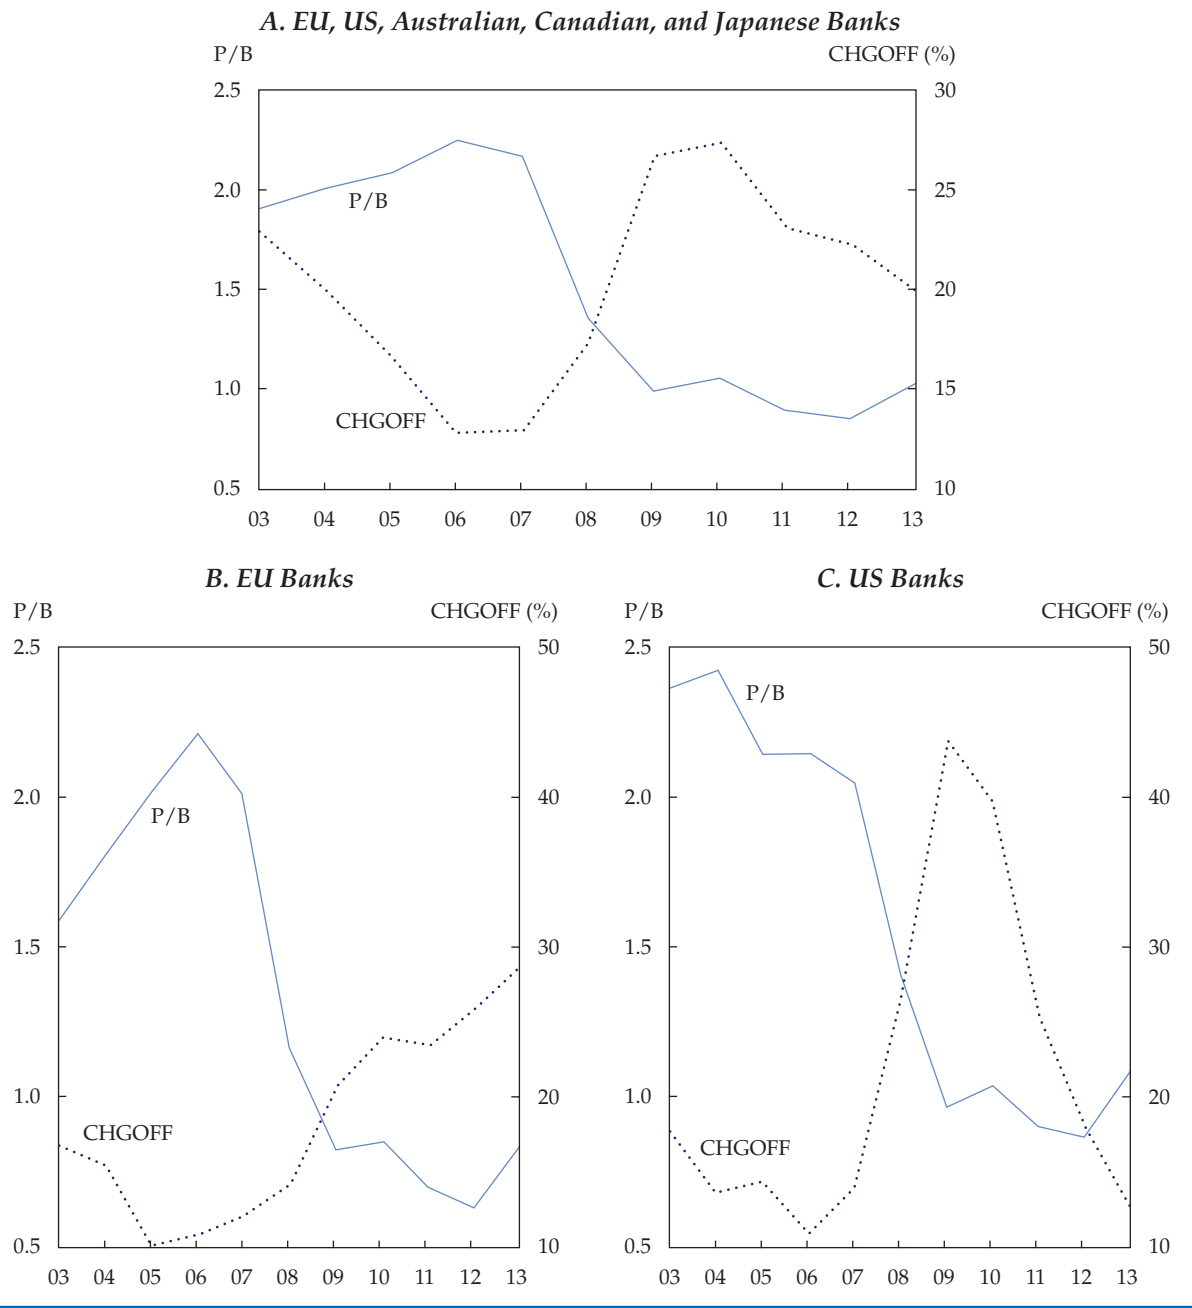 A. EU, US, Australian, Canadian, and Japanese Banks
P/B CHGOFF (%)
2.5 30
2.0 25
P/B
1.5 20
1.0 15
CHGOFF
0.5 10
03 04 05 06 07 08 09 10 11 12 13
B. EU Banks
P/B CHGOFF (%)
2.5 50
2.0 40
P/B
1.5 30
1.0 20
CHGOFF
0.5 10
03 04 05 06 07 08 09 10 11 12 13
C. US Banks
P/B CHGOFF (%)
2.5 50
P/B
2.0 40
1.5 30
1.0 20
CHGOFF
0.5 10
03 04 05 06 07 08 09 10 11 12 13